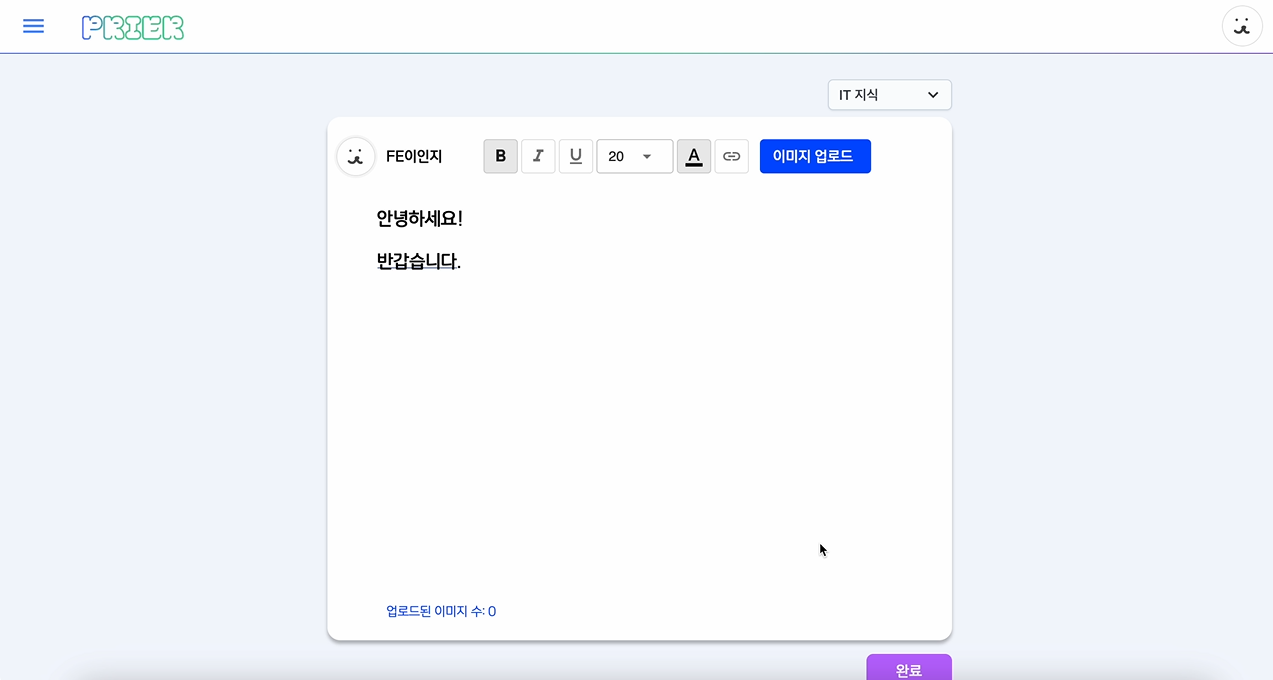 PRIER
IT 지식
FE이인지 B I U 20 A 이미지 업로드
안녕하세요!
반갑습니다.
업로드된 이미지 수: 0
완료